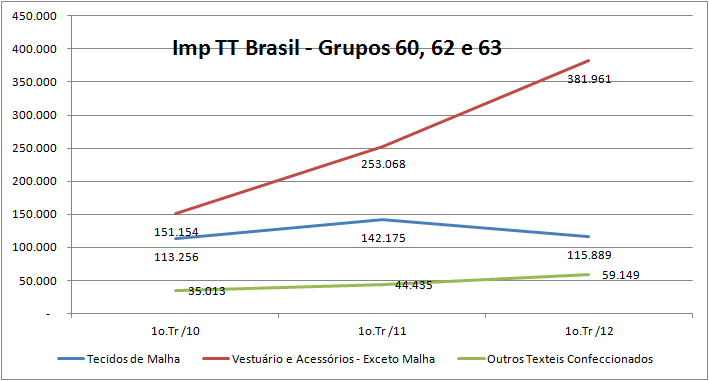 Imp TT Brasil - Grupos 60, 62 e 63
450.000
400.000
350.000
300.000
250.000
200.000
150.000
100.000
50.000
-
381.961
253.068
151.154
142.175
113.256
115.889
35.013
44.435
59.149
1o.Tr /10
1o.Tr /11
1o.Tr /12
Tecidos de Malha
Vestuário e Acessórios - Exceto Malha
Outros Texteis Confeccionados